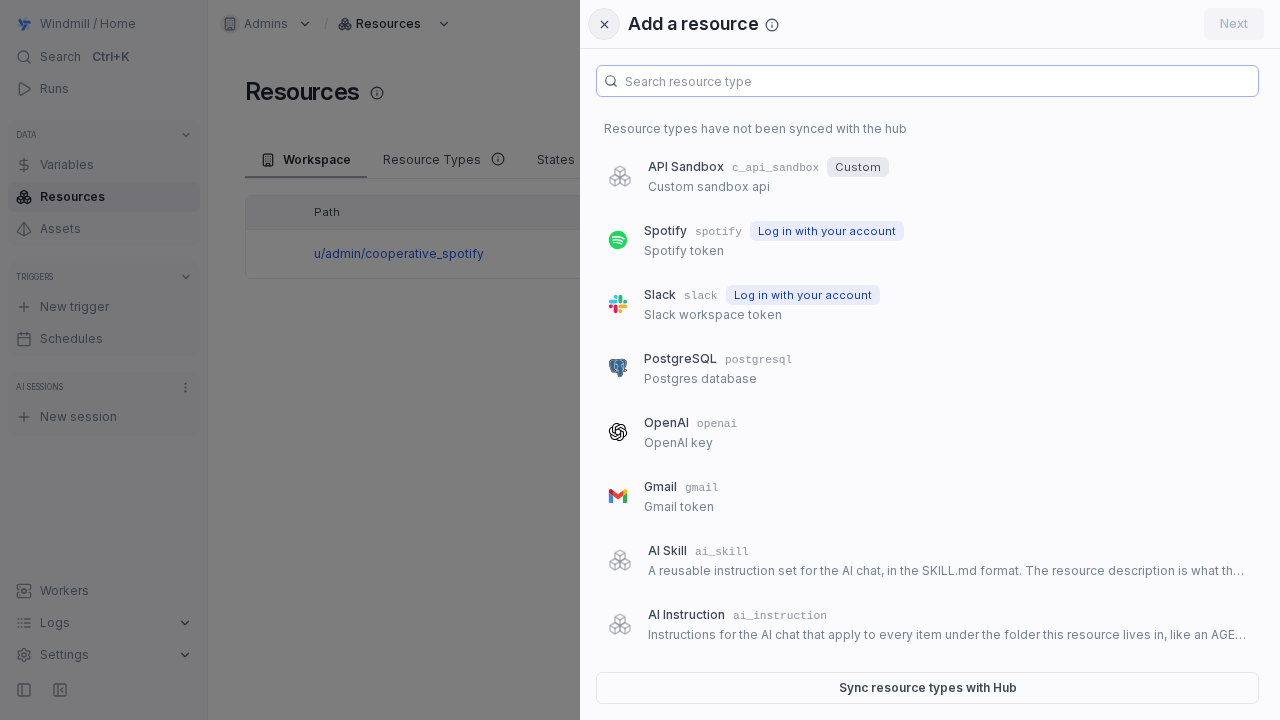 Windmill / Home
Search Ctrl+K
Runs
DATA
Variables
Resources
Assets
TRIGGERS
New trigger
Schedules
AI SESSIONS
New session
Workers
Logs
Settings
Admins / Resources
Resources
Workspace Resource Types States
Path
u/admin/cooperative_spotify
Add a resource
Next
Search resource type
Resource types have not been synced with the hub
API Sandbox c_api_sandbox Custom
Custom sandbox api
Spotify spotify Log in with your account
Spotify token
Slack slack Log in with your account
Slack workspace token
PostgreSQL postgresql
Postgres database
OpenAI openai
OpenAI key
Gmail gmail
Gmail token
AI Skill ai_skill
A reusable instruction set for the AI chat, in the SKILL.md format. The resource description is what th…
AI Instruction ai_instruction
Instructions for the AI chat that apply to every item under the folder this resource lives in, like an AGE…
Sync resource types with Hub